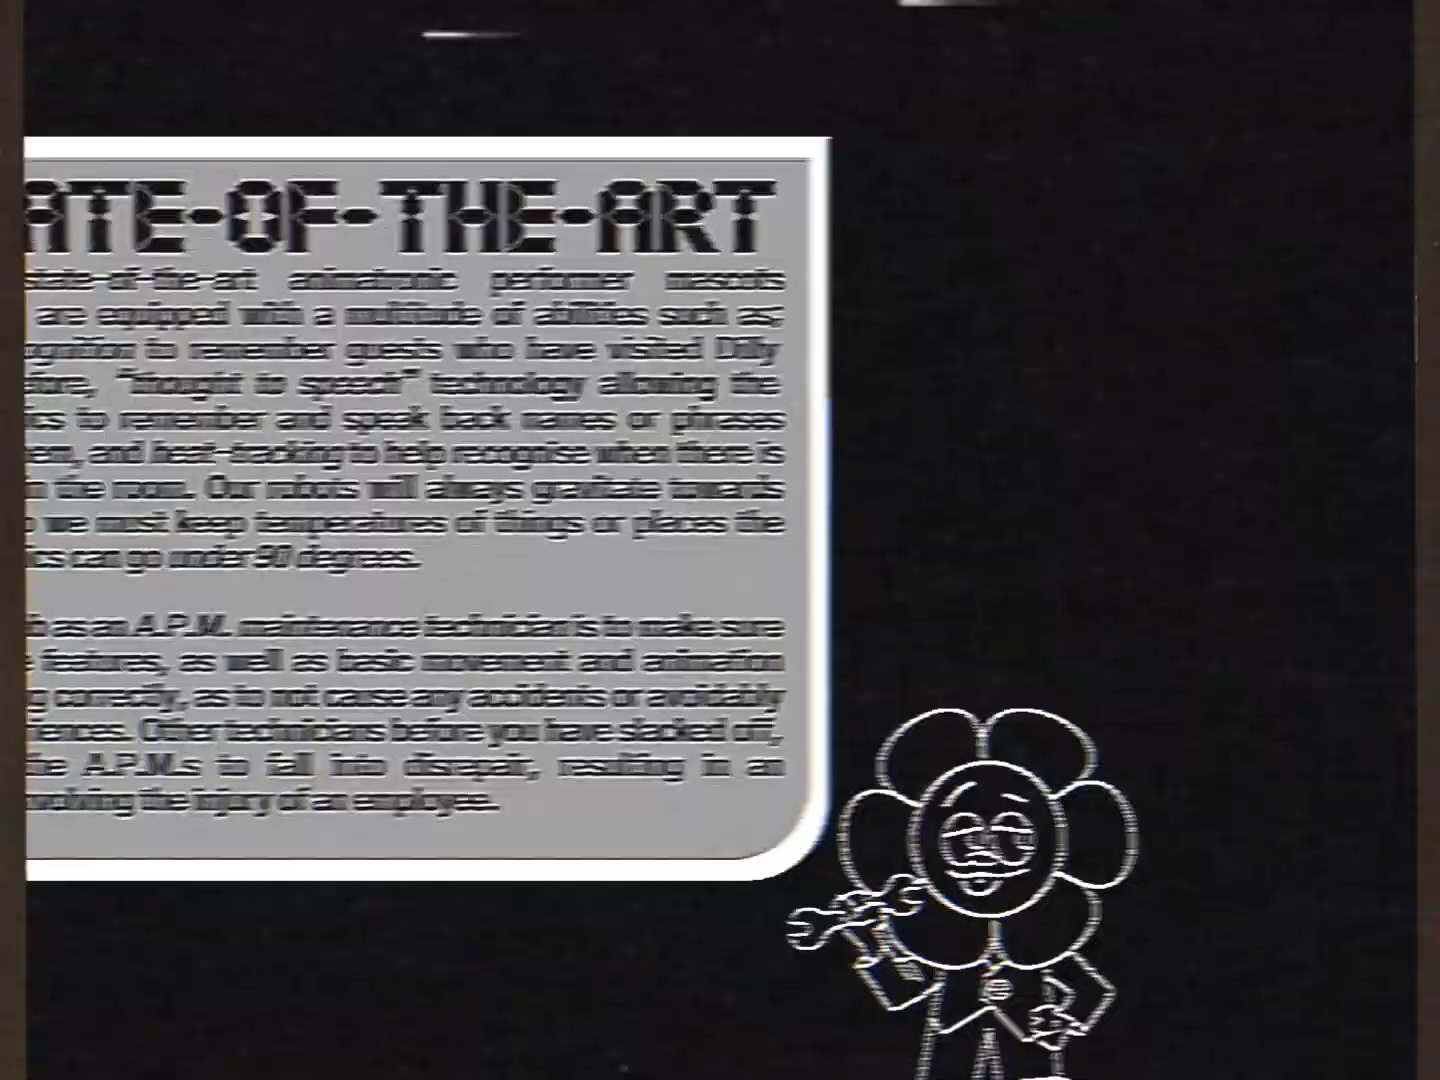 ATE-OF-THE-ART
state-of-the-art animatronic performer mascots
are equipped with a multitude of abilities such as;
ognition to remember guests who have visited Dilly
efore, "thought to speech" technology allowing the
ics to remember and speak back names or phrases
em, and heat-tracking to help recognise when there is
n the room. Our robots will always gravitate towards
o we must keep temperatures of things or places the
ics can go under 90 degrees.
b as an A.P.M. maintenance technician is to make sure
e features, as well as basic movement and animation
g correctly, as to not cause any accidents or avoidably
iences. Other technicians before you have slacked off,
the A.P.M.s to fall into disrepair, resulting in an
nvolving the injury of an employee.